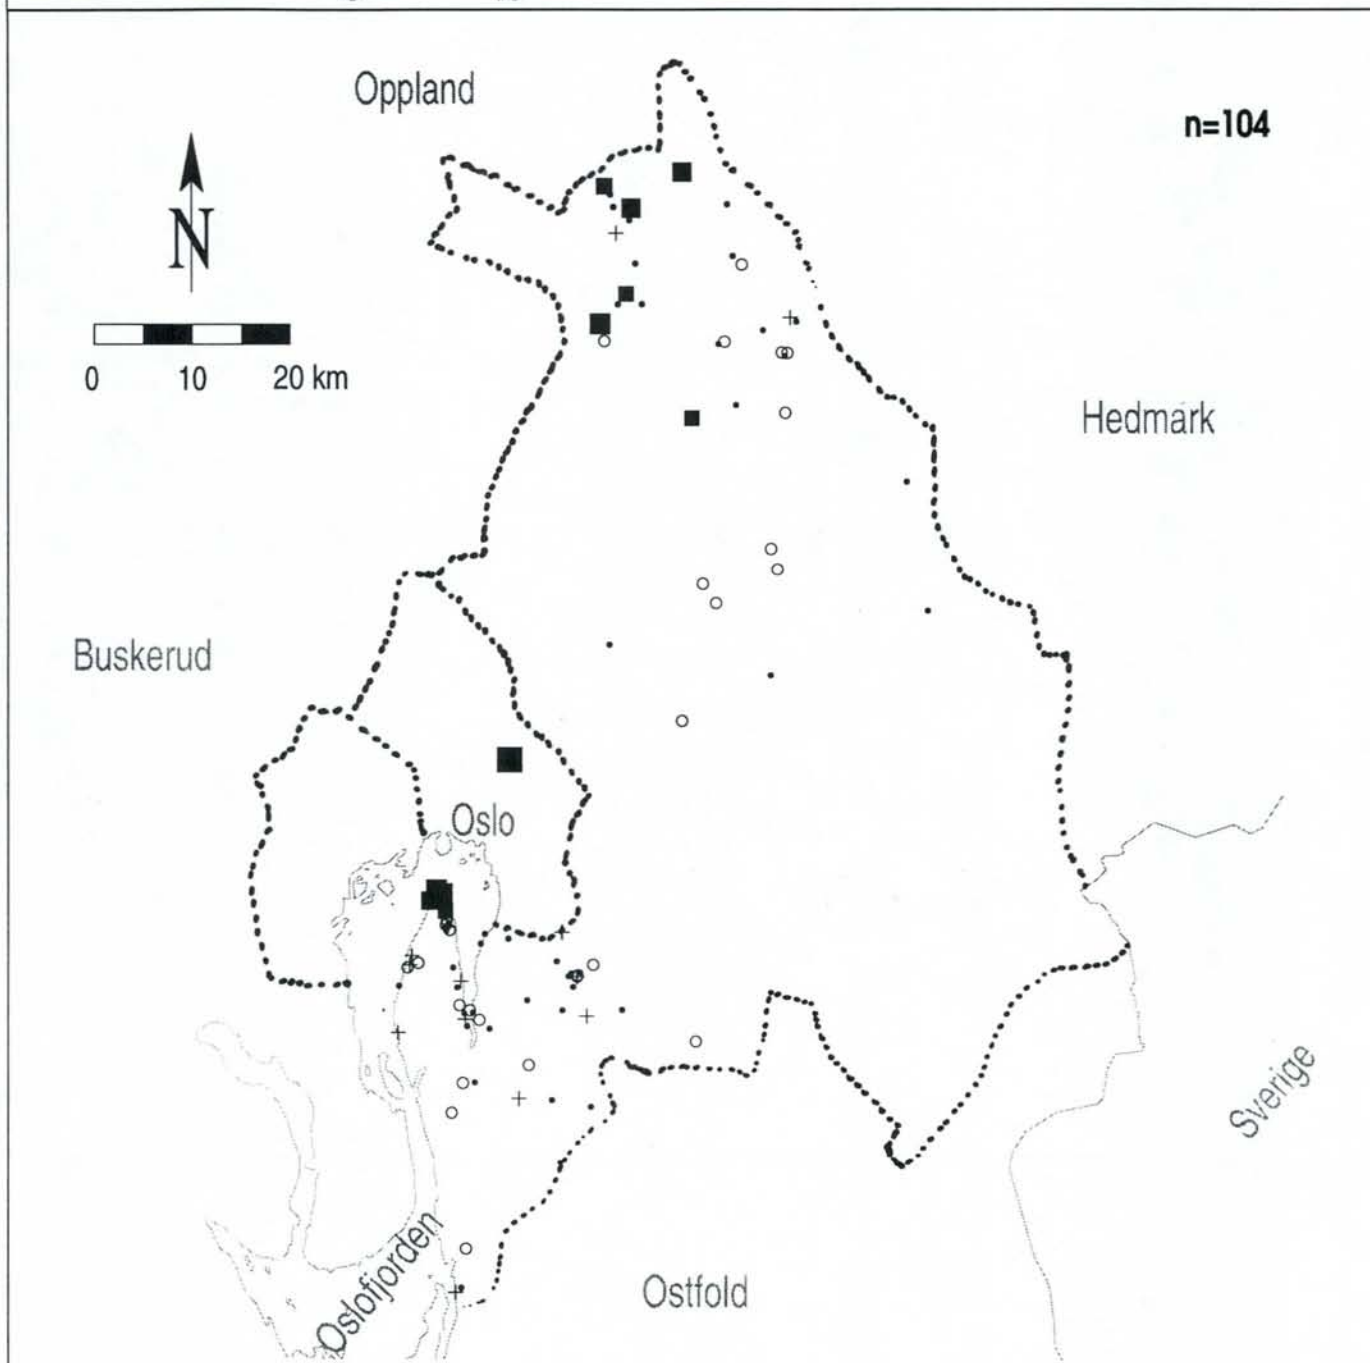 Oppland
n=104
N
0 10 20 km
Hedmark
Buskerud
Oslo
Sverige
Oslofjorden
Ostfold